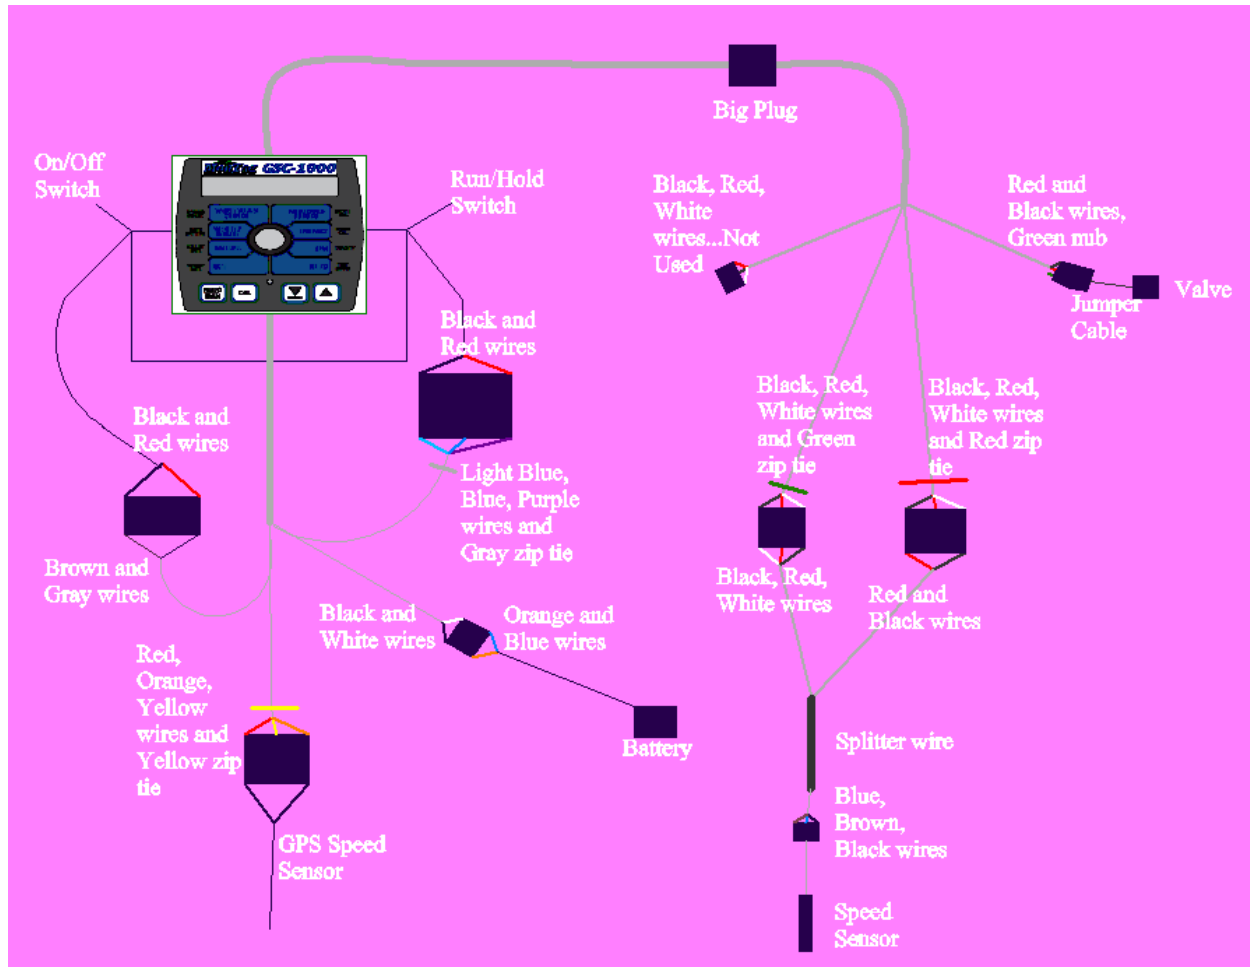 Big Plug
On/Off
Switch
GSC-1000
Run/Hold
Switch
Black, Red,
White
wires...Not
Used
Red and
Black wires,
Green nub
Valve
Jumper
Cable
Black and
Red wires
Black and
Red wires
Black, Red,
White wires
and Green
zip tie
Black, Red,
White wires
and Red zip
tie
Light Blue,
Blue, Purple
wires and
Gray zip tie
Brown and
Gray wires
Black, Red,
White wires
Red and
Black wires
Black and
White wires
Orange and
Blue wires
Red,
Orange,
Yellow
wires and
Yellow zip
tie
Battery
Splitter wire
Blue,
Brown,
Black wires
GPS Speed
Sensor
Speed
Sensor